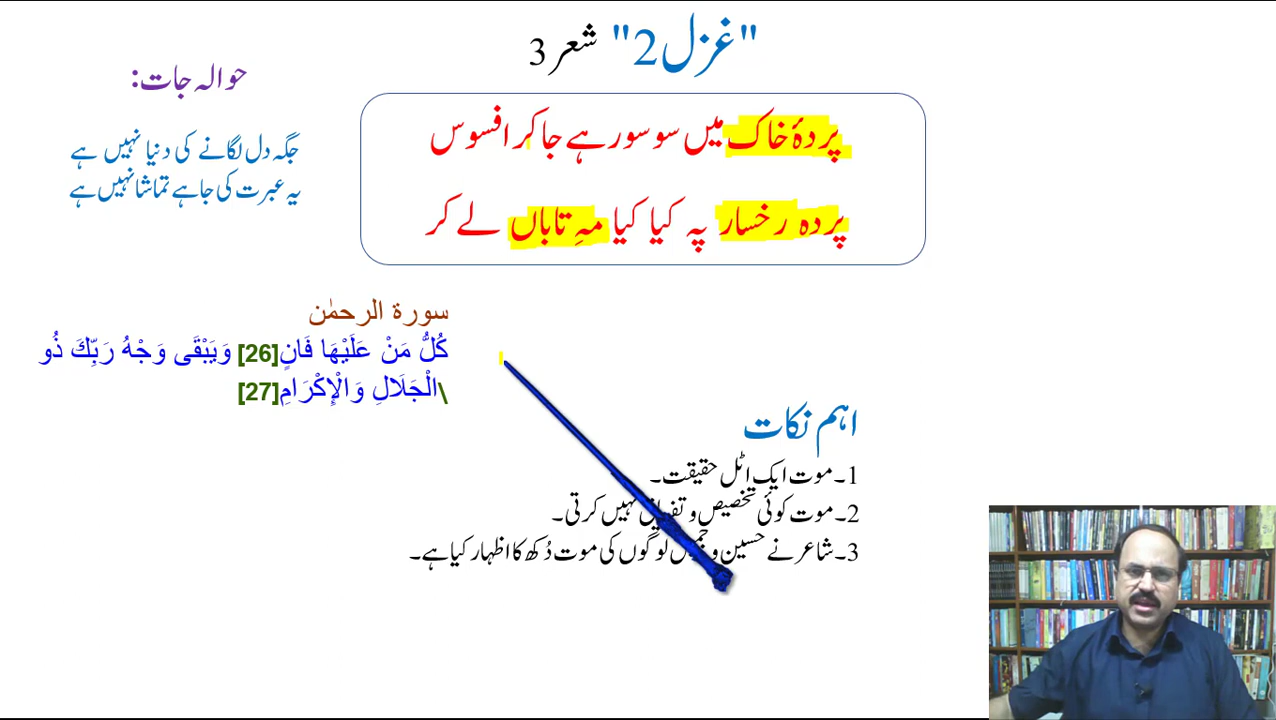 "غزل 2" شعر 3
پردۂ خاک میں سو سور ہے جا کر افسوس
پردہ رخسار پہ کیا کیا مہِ تاباں لے کر
حوالہ جات:
جگہ دل لگانے کی دنیا نہیں ہے
یہ عبرت کی جا ہے تماشا نہیں ہے
سورة الرحمٰن
كُلُّ مَنْ عَلَيْهَا فَانٍ[26] وَيَبْقَى وَجْهُ رَبِّكَ ذُو
\الْجَلَالِ وَالْإِكْرَامِ[27]
اہم نکات
1۔موت ایک اٹل حقیقت۔
2۔موت کوئی تخصیص و تفریق نہیں کرتی۔
3۔شاعر نے حسین و جمیل لوگوں کی موت دُکھ کا اظہار کیا ہے۔